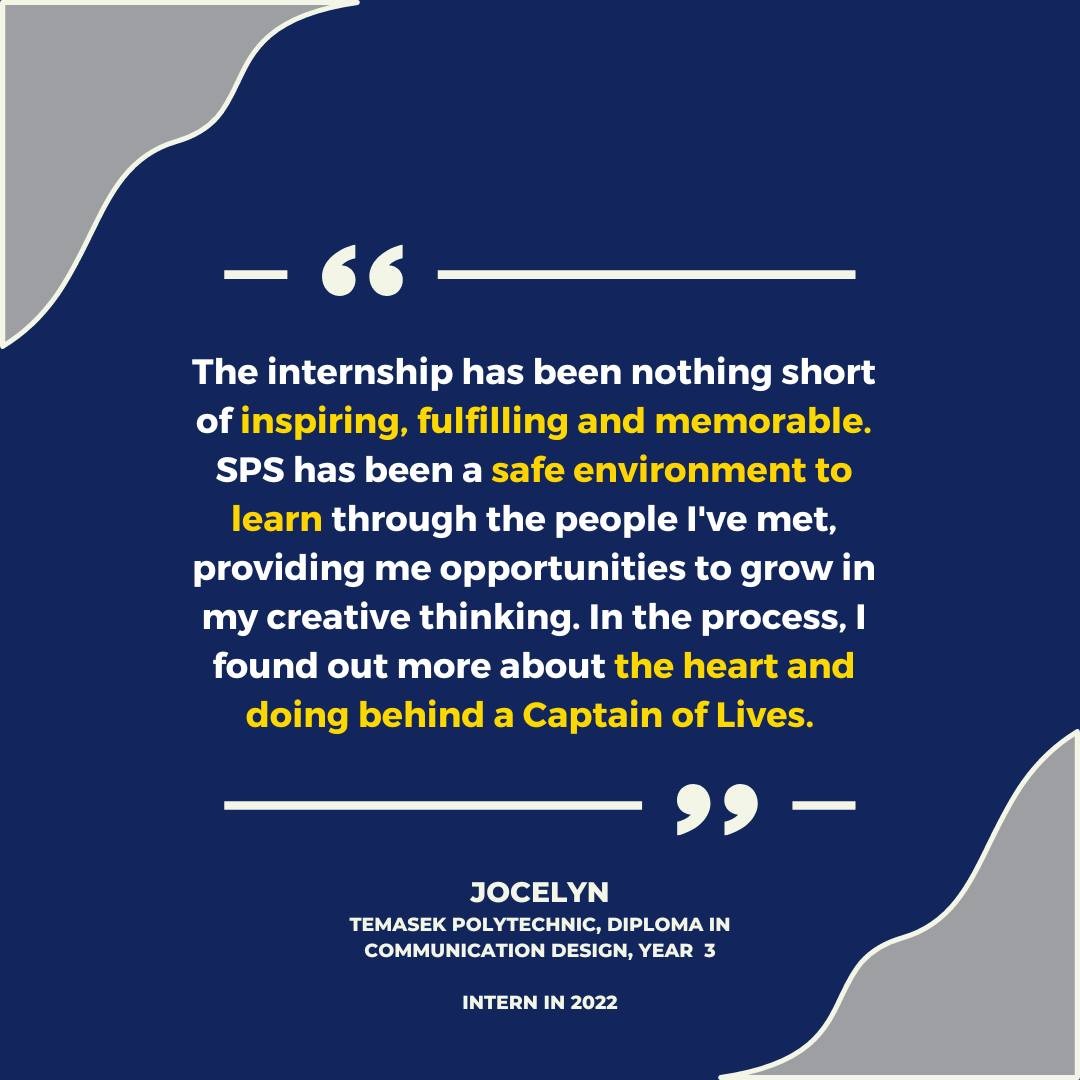 “
The internship has been nothing short
of inspiring, fulfilling and memorable.
SPS has been a safe environment to
learn through the people I've met,
providing me opportunities to grow in
my creative thinking. In the process, I
found out more about the heart and
doing behind a Captain of Lives.
”
JOCELYN
TEMASEK POLYTECHNIC, DIPLOMA IN
COMMUNICATION DESIGN, YEAR 3
INTERN IN 2022